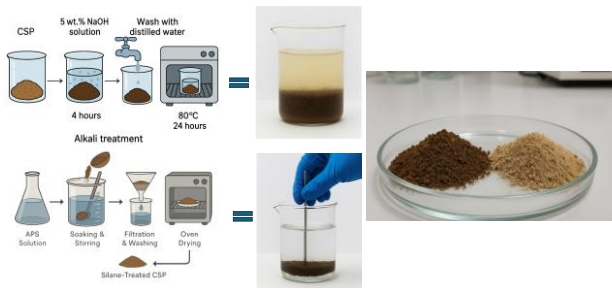 CSP
5 wt.% NaOH
solution
Wash with
distilled water
4 hours
80°C
24 hours
Alkali treatment
APS
Solution
Soaking &
Stirring
Filtration
& Washing
Oven
Drying
Silane-Treated CSP